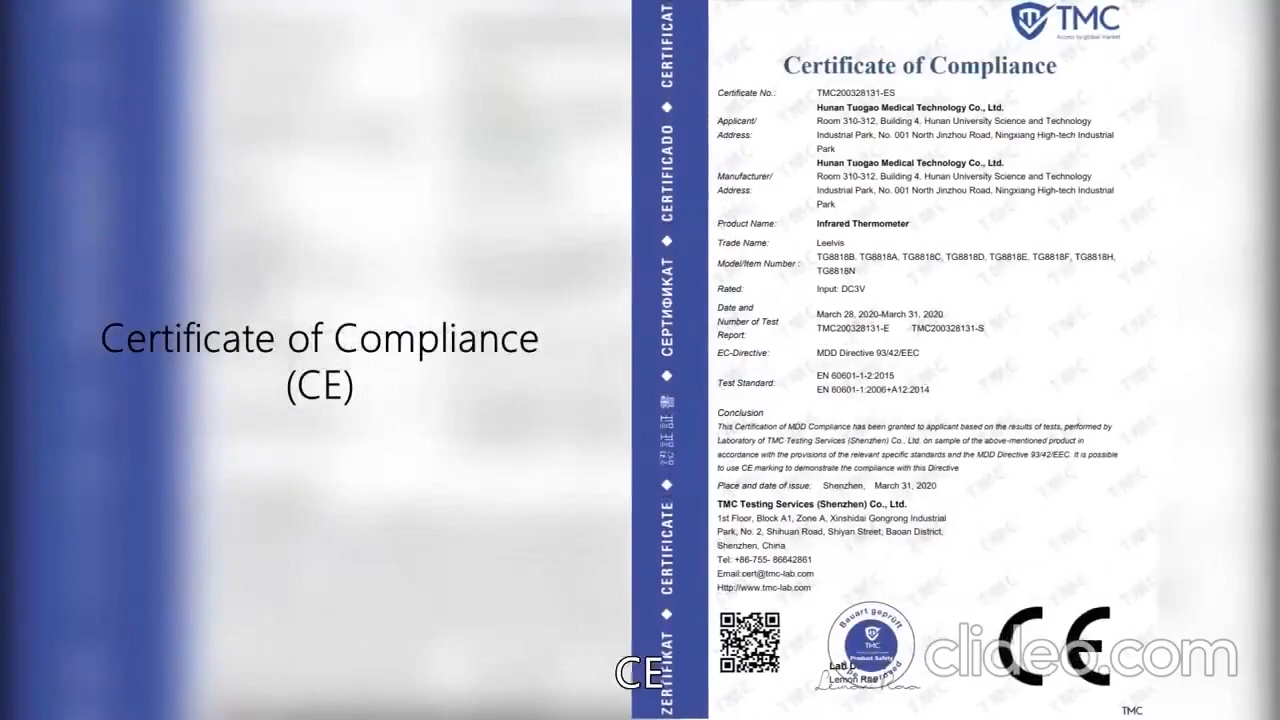 Certificate of Compliance
(CE)
CERTIFICAT
CERTIFICADO
СЕРТИФИКАТ
CERTIFICATE
ZERTIFIKAT
TMC
Access to global market
Certificate of Compliance
Certificate No.: TMC200328131-ES
Hunan Tuogao Medical Technology Co., Ltd.
Applicant/ Room 310-312, Building 4. Hunan University Science and Technology
Address: Industrial Park, No. 001 North Jinzhou Road, Ningxiang High-tech Industrial
Park
Hunan Tuogao Medical Technology Co., Ltd.
Manufacturer/ Room 310-312, Building 4. Hunan University Science and Technology
Address: Industrial Park, No. 001 North Jinzhou Road, Ningxiang High-tech Industrial
Park
Product Name: Infrared Thermometer
Trade Name: Leelvis
Model/Item Number : TG8818B, TG8818A, TG8818C, TG8818D, TG8818E, TG8818F, TG8818H,
TG8818N
Rated: Input: DC3V
Date and
Number of Test
Report:
March 28, 2020-March 31, 2020
TMC200328131-E TMC200328131-S
EC-Directive: MDD Directive 93/42/EEC
Test Standard:
EN 60601-1-2:2015
EN 60601-1:2006+A12:2014
Conclusion
This Certification of MDD Compliance has been granted to applicant based on the results of tests, performed by
Laboratory of TMC Testing Services (Shenzhen) Co., Ltd. on sample of the above-mentioned product in
accordance with the provisions of the relevant specific standards and the MDD Directive 93/42/EEC. It is possible
to use CE marking to demonstrate the compliance with this Directive
Place and date of issue: Shenzhen, March 31, 2020
TMC Testing Services (Shenzhen) Co., Ltd.
1st Floor, Block A1, Zone A, Xinshidai Gongrong Industrial
Park, No. 2, Shihuan Road, Shiyan Street, Baoan District,
Shenzhen, China
Tel: +86-755- 86642861
Email:cert@tmc-lab.com
Http://www.tmc-lab.com
Bauart geprüft
TMC
Product Safety
Lemon Rao
CE
clideo.com
CE
TMC